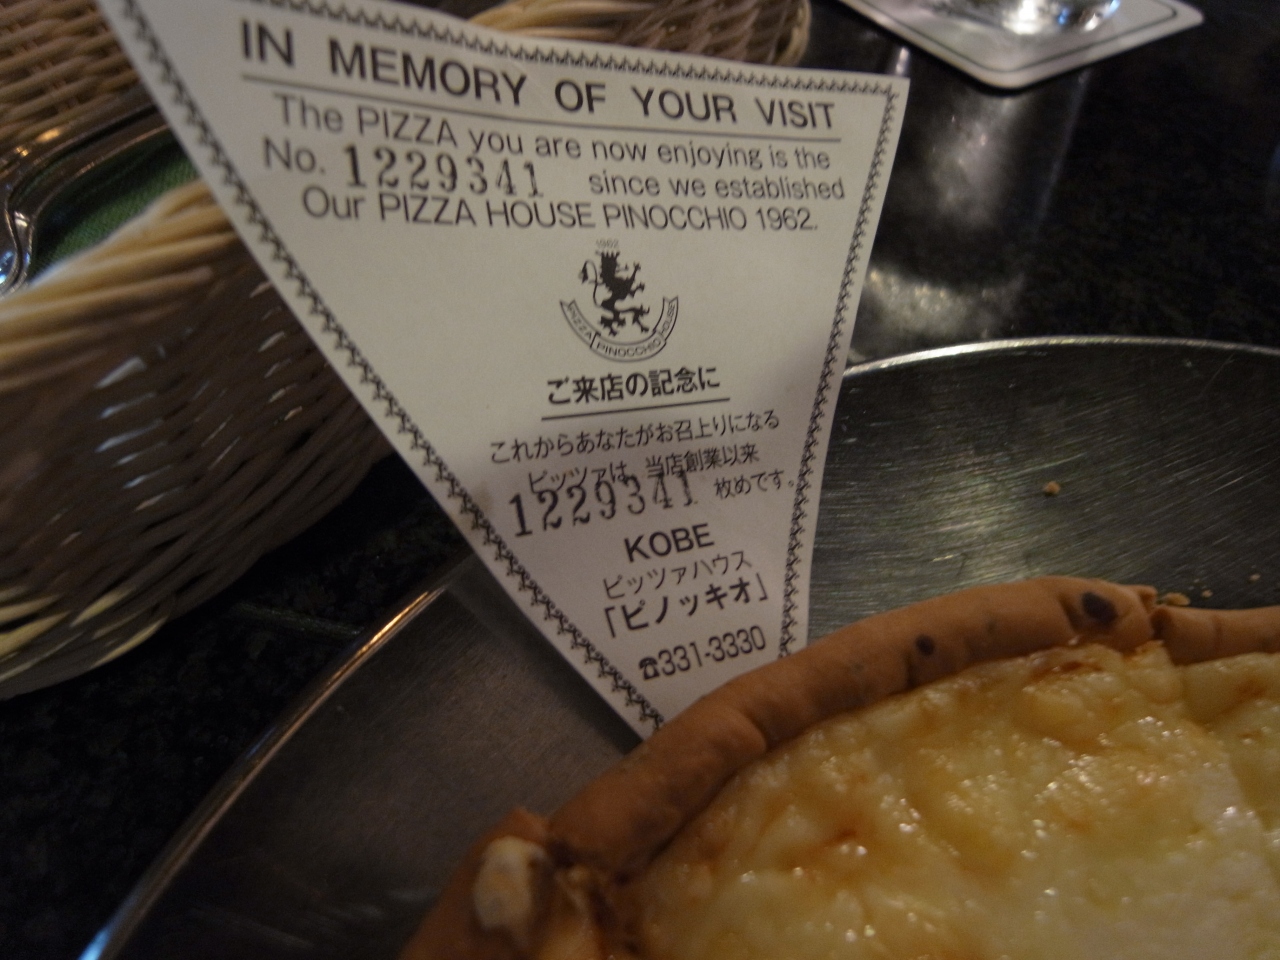 IN MEMORY OF YOUR VISIT
The PIZZA you are now enjoying is the
No. 1229341 since we established
Our PIZZA HOUSE PINOCCHIO 1962.
1962
PIZZA PINOCCHIO HOUSE
ご来店の記念に
これからあなたがお召上りになる
ピッツァは、当店創業以来
1229341 枚めです。
KOBE
ピッツァハウス
「ピノッキオ」
☎331-3330